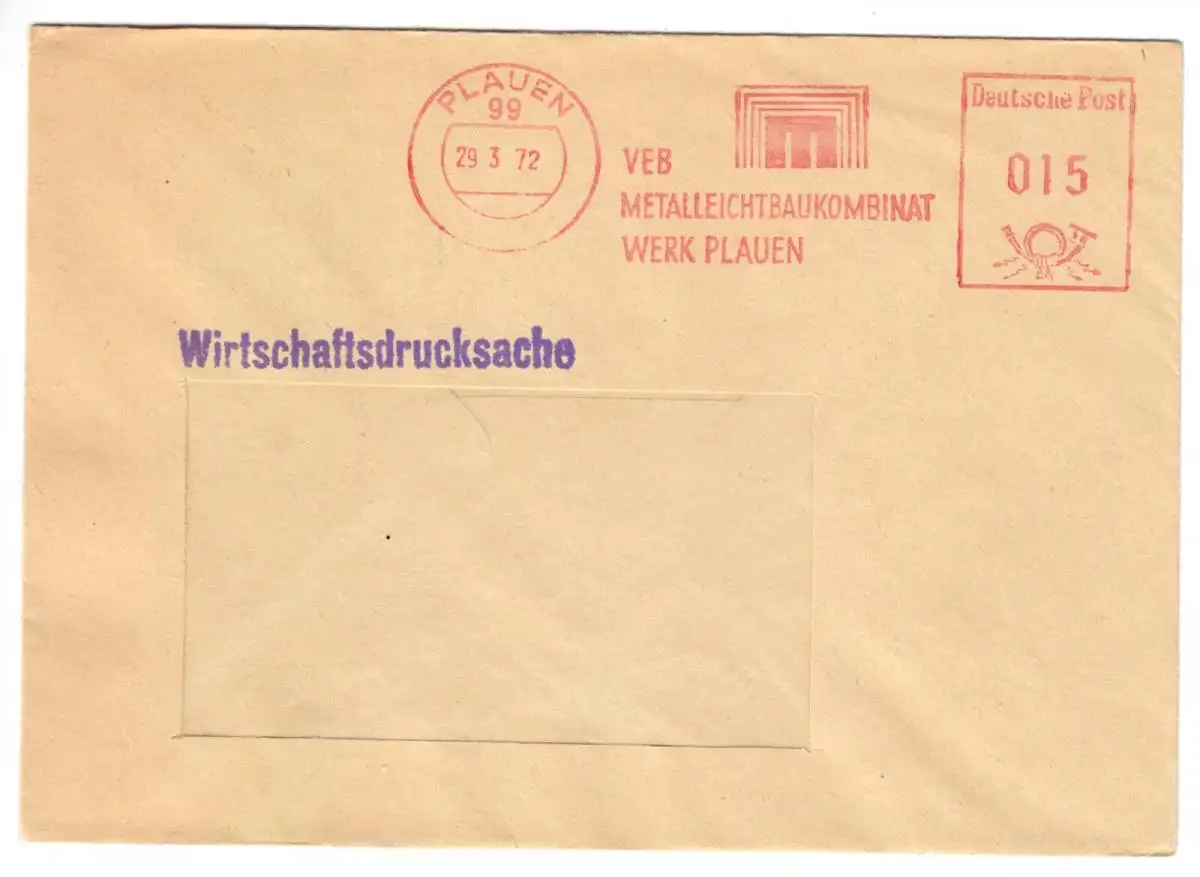 PLAUEN
99
29 3 72
VEB
METALLEICHTBAUKOMBINAT
WERK PLAUEN
Deutsche Post
015
Wirtschaftsdrucksache